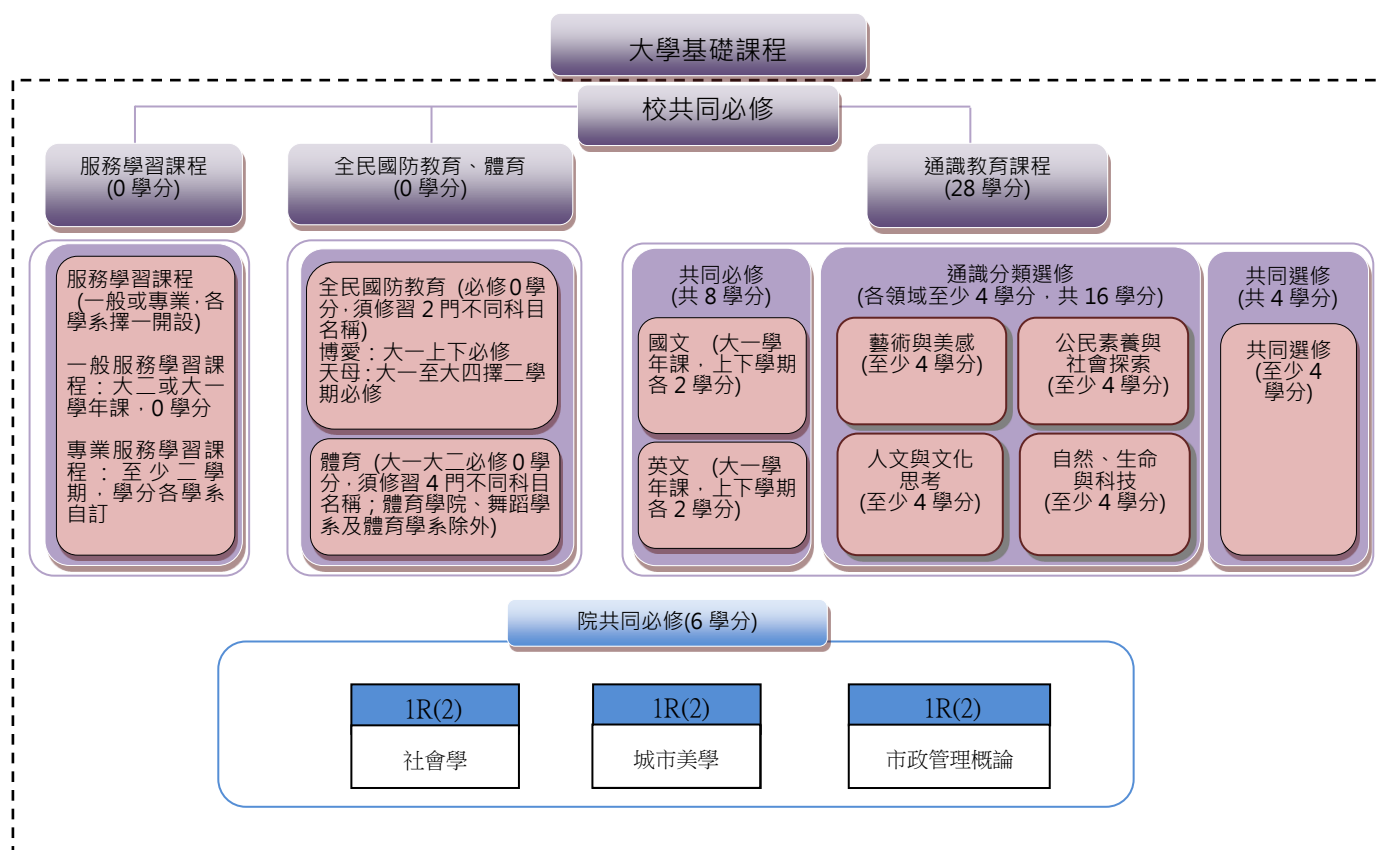 大學基礎課程
校共同必修
服務學習課程
(0 學分)
全民國防教育、體育
(0 學分)
通識教育課程
(28 學分)
服務學習課程
(一般或專業，各
學系擇一開設)
一般服務學習課
程：大二或大一
學年課，0 學分
專業服務學習課
程：至少二學
期，學分各學系
自訂
全民國防教育 (必修 0 學
分，須修習 2 門不同科目
名稱)
博愛：大一上下必修
天母：大一至大四擇二學
期必修
體育 (大一大二必修 0 學
分，須修習 4 門不同科目
名稱；體育學院、舞蹈學
系及體育學系除外)
共同必修
(共 8 學分)
國文 (大一學
年課，上下學期
各 2 學分)
英文 (大一學
年課，上下學期
各 2 學分)
通識分類選修
(各領域至少 4 學分，共 16 學分)
藝術與美感
(至少 4 學分)
公民素養與
社會探索
(至少 4 學分)
人文與文化
思考
(至少 4 學分)
自然、生命
與科技
(至少 4 學分)
共同選修
(共 4 學分)
共同選修
(至少 4
學分)
院共同必修(6 學分)
1R(2)
社會學
1R(2)
城市美學
1R(2)
市政管理概論